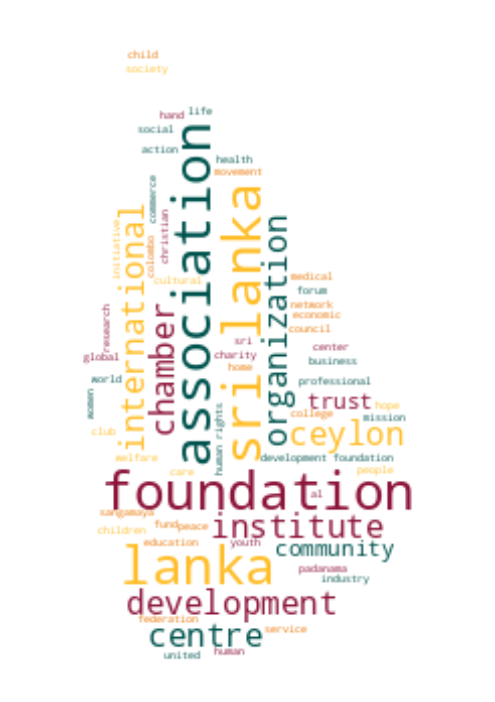 child
society
hand
life
social
association
action
health
movement
commerce
international
sri lanka
christian
organization
initiative
colombo
cultural
medical
forum
network
economic
council
research
chamber
sri
center
global
charity
business
home
world
professional
women
trust
hope
human rights
college
mission
club
ceylon
welfare
development foundation
care
people
foundation
al
sangamaya
fund
peace
institute
children
education
youth
community
lanka
padanama
industry
development
federation
centre
service
united
human